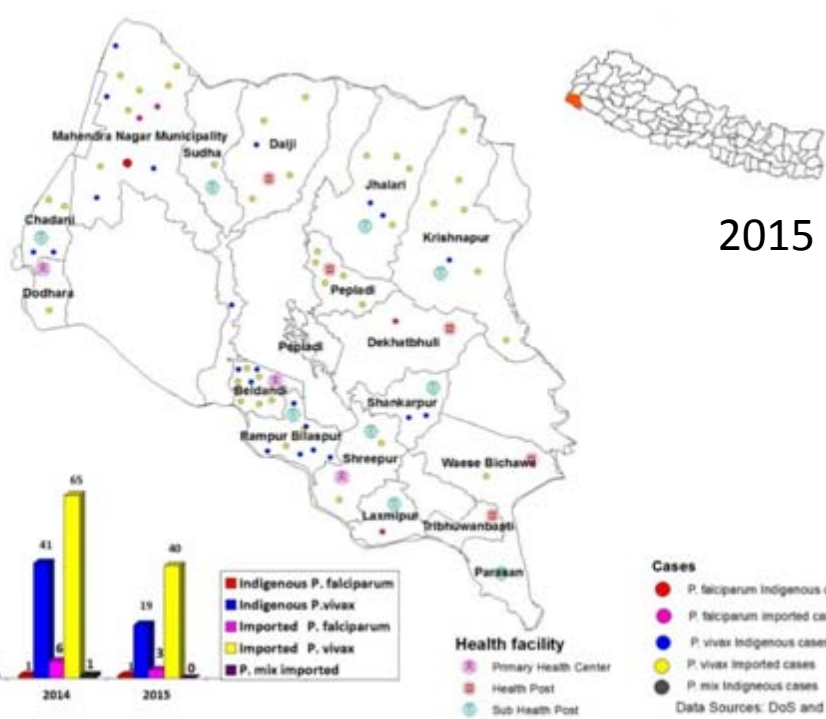 Mahendra Nagar Municipality
Sudha
Daiji
Jhalari
Chadani
Krishnapur
2015
Dodhara
Pepladi
Pepladi
Dekhatbhuli
Beldandi
Shankarpur
Rampur Bilaspur
Shreepur
Waese Bichawe
Laxmipur
Tribhuwanbasti
Parasan
65
41
40
19
1 6 1
1 3 0
2014 2015
Indigenous P. falciparum
Indigenous P.vivax
Imported P. falciparum
Imported P. vivax
P. mix imported
Health facility
Primary Health Center
Health Post
Sub Health Post
Cases
P. falciparum Indigenous
P. falciparum imported
P. vivax Indigenous cases
P. vivax Imported cases
P. mix Indigneous cases
Data Sources: DoS and